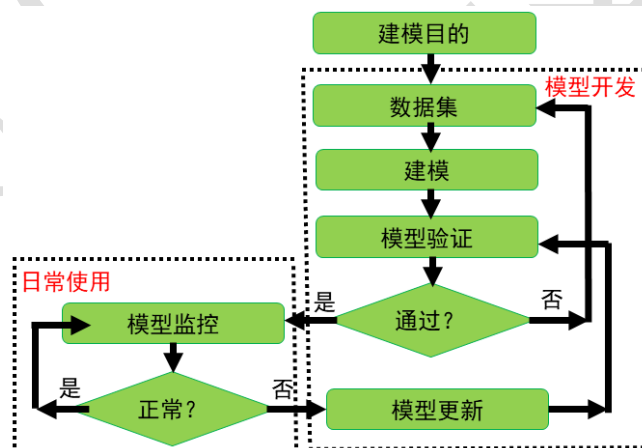 建模目的
模型开发
数据集
建模
模型验证
日常使用
是
通过?
否
模型监控
是
正常?
否
模型更新